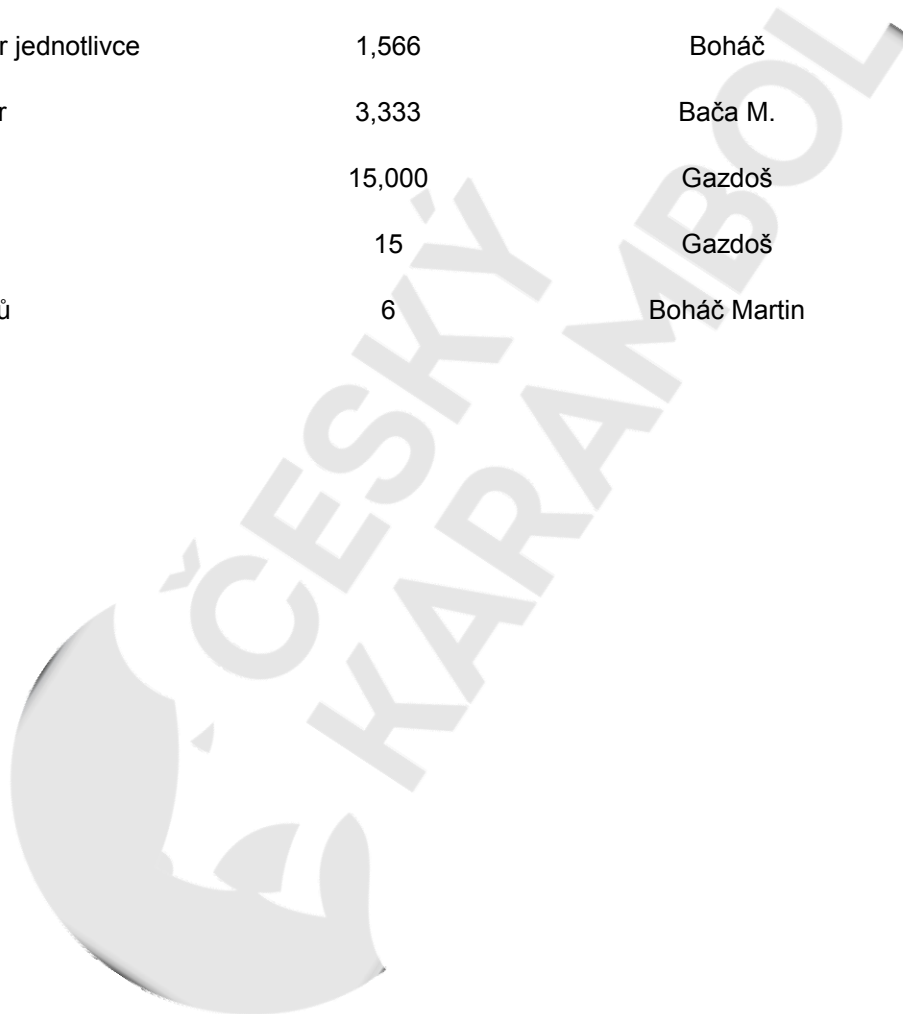 r jednotlivce 1,566 Boháč
r 3,333 Bača M.
15,000 Gazdoš
15 Gazdoš
ů 6 Boháč Martin
ČESKÝ
KARAMBOL